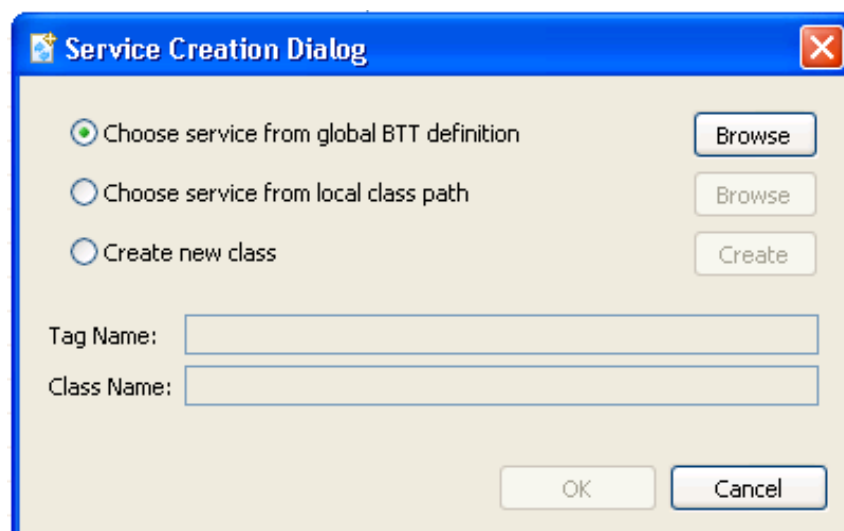 Service Creation Dialog
Choose service from global BTT definition Browse
Choose service from local class path Browse
Create new class Create
Tag Name:
Class Name:
OK Cancel